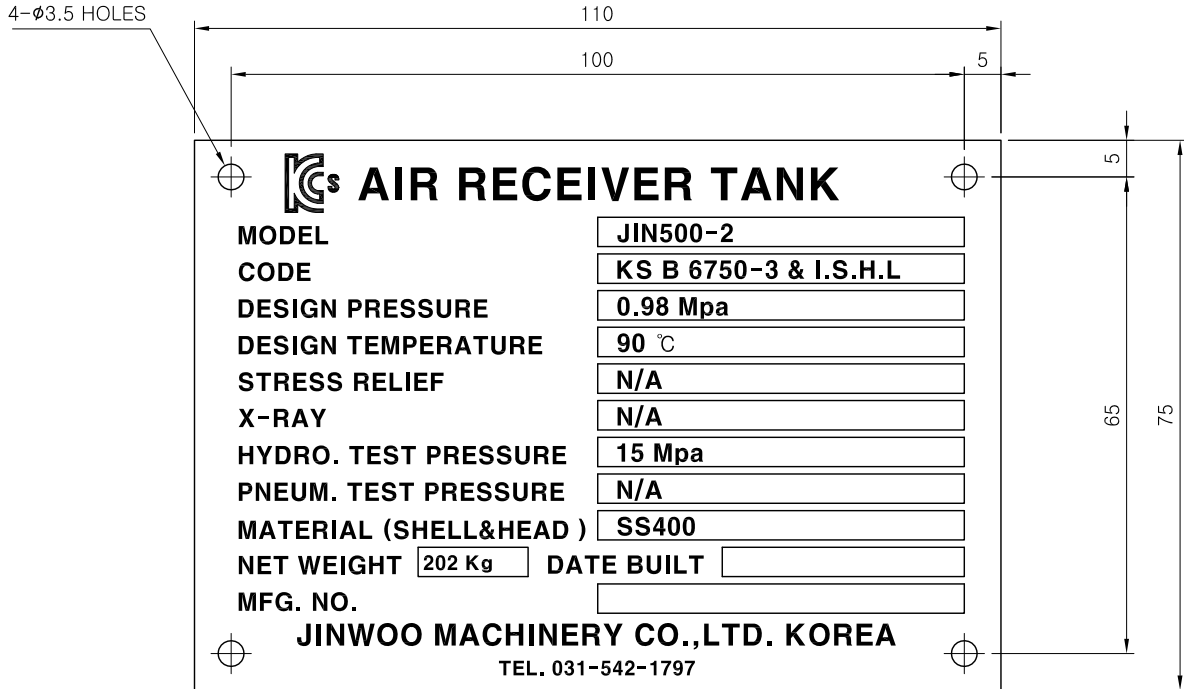 4-Ø3.5 HOLES
110
100
5
5
KCs AIR RECEIVER TANK
MODEL JIN500-2
CODE KS B 6750-3 & I.S.H.L
DESIGN PRESSURE 0.98 Mpa
DESIGN TEMPERATURE 90 ℃
STRESS RELIEF N/A
X-RAY N/A
65
75
HYDRO. TEST PRESSURE 15 Mpa
PNEUM. TEST PRESSURE N/A
MATERIAL (SHELL&HEAD ) SS400
NET WEIGHT 202 Kg DATE BUILT
MFG. NO.
JINWOO MACHINERY CO.,LTD. KOREA
TEL. 031-542-1797